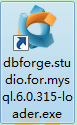 dbforge.stu
dio.for.mys
ql.6.0.315-lo
ader.exe